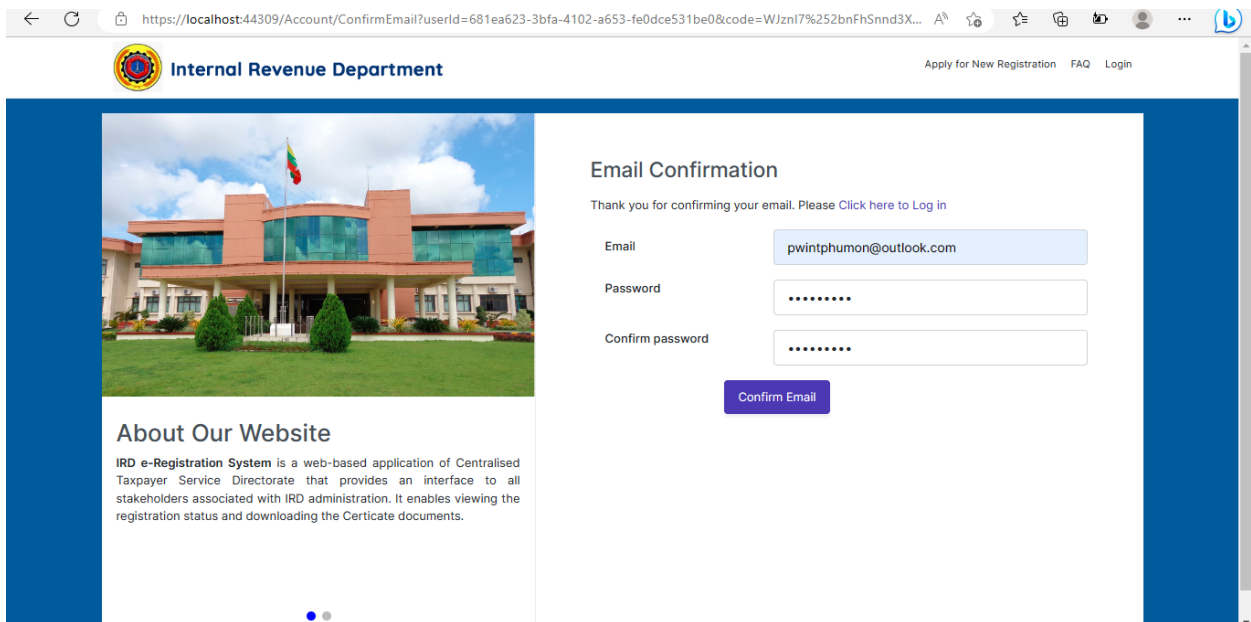 https://localhost:44309/Account/ConfirmEmail?userId=681ea623-3bfa-4102-a653-fe0dce531be0&code=WJznI7%252bnFhSnnd3X...
Internal Revenue Department
Apply for New Registration FAQ Login
Email Confirmation
Thank you for confirming your email. Please Click here to Log in
Email
pwintphumon@outlook.com
Password
Confirm password
Confirm Email
About Our Website
IRD e-Registration System is a web-based application of Centralised
Taxpayer Service Directorate that provides an interface to all
stakeholders associated with IRD administration. It enables viewing the
registration status and downloading the Certicate documents.